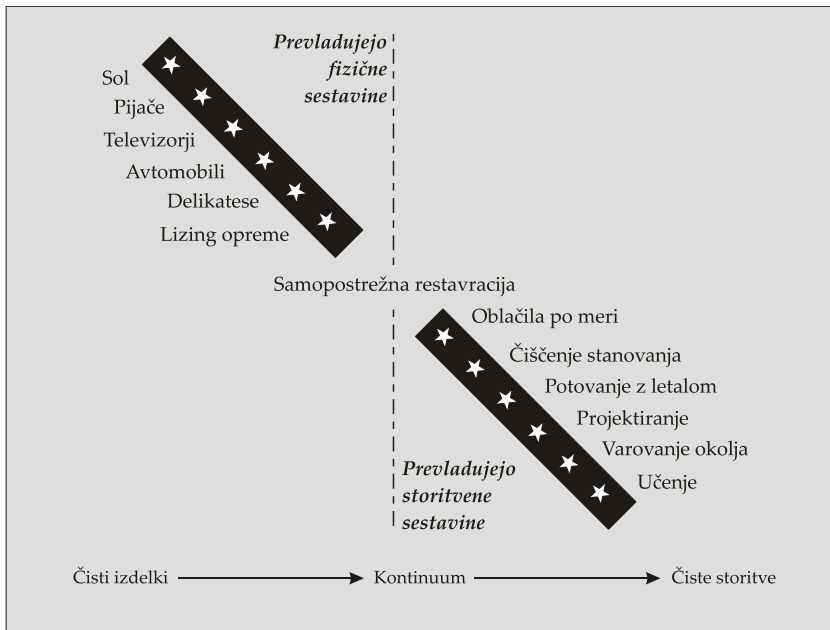 Prevladujejo
fizične
sestavine
Sol
Pijače
Televizorji
Avtomobili
Delikatese
Lizing opreme
Samopostrežna restavracija
Oblačila po meri
Čiščenje stanovanja
Potovanje z letalom
Projektiranje
Varovanje okolja
Učenje
Prevladujejo
storitvene
sestavine
Čisti izdelki Kontinuum Čiste storitve